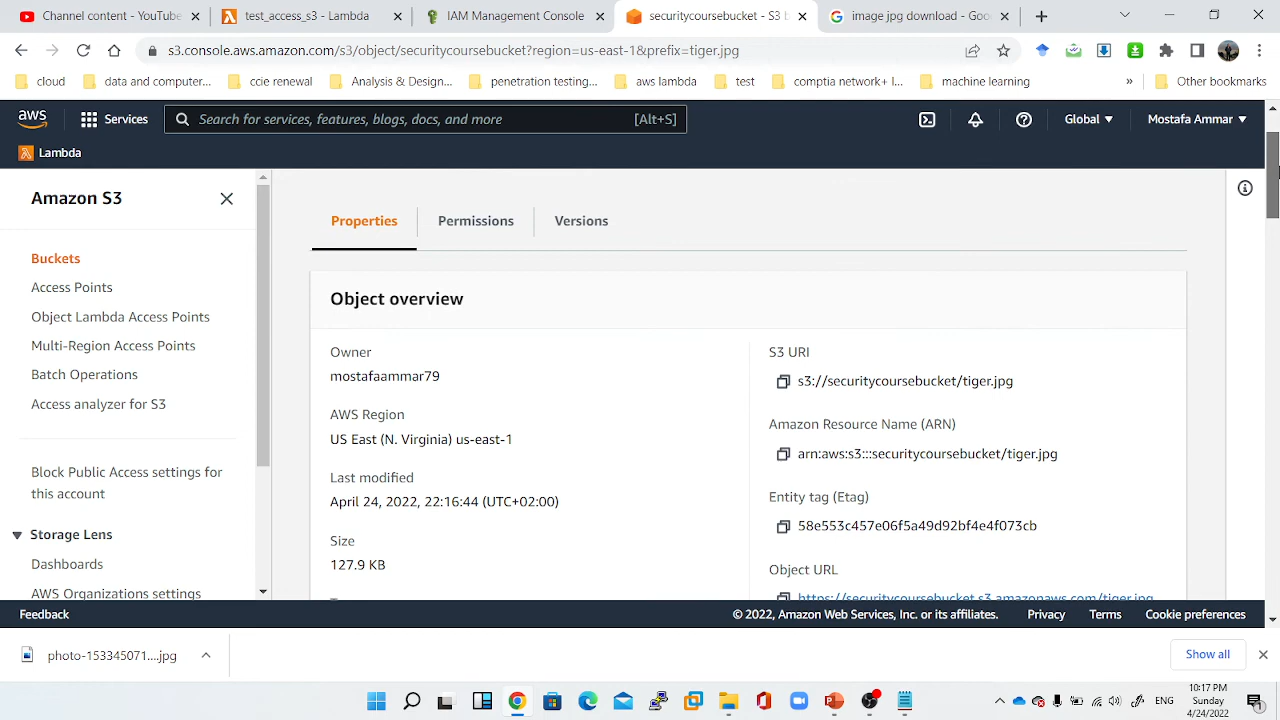 Channel content - YouTube
test_access_s3 - Lambda
IAM Management Console
securitycoursebucket - S3 b
image jpg download - Goo
s3.console.aws.amazon.com/s3/object/securitycoursebucket?region=us-east-1&prefix=tiger.jpg
cloud
data and computer...
ccie renewal
Analysis & Design...
penetration testing...
aws lambda
test
comptia network+ l...
machine learning
»
Other bookmarks
aws
Services
Search for services, features, blogs, docs, and more
[Alt+S]
Global
Mostafa Ammar
Lambda
Amazon S3
Buckets
Access Points
Object Lambda Access Points
Multi-Region Access Points
Batch Operations
Access analyzer for S3
Block Public Access settings for
this account
Storage Lens
Dashboards
AWS Organizations settings
Properties
Permissions
Versions
Object overview
Owner
mostafaammar79
AWS Region
US East (N. Virginia) us-east-1
Last modified
April 24, 2022, 22:16:44 (UTC+02:00)
Size
127.9 KB
S3 URI
s3://securitycoursebucket/tiger.jpg
Amazon Resource Name (ARN)
arn:aws:s3:::securitycoursebucket/tiger.jpg
Entity tag (Etag)
58e553c457e06f5a49d92bf4e4f073cb
Object URL
https://securitycoursebucket.s3.amazonaws.com/tiger.jpg
Feedback
© 2022, Amazon Web Services, Inc. or its affiliates.
Privacy
Terms
Cookie preferences
photo-153345071....jpg
Show all
ENG
10:17 PM
Sunday
4/24/2022